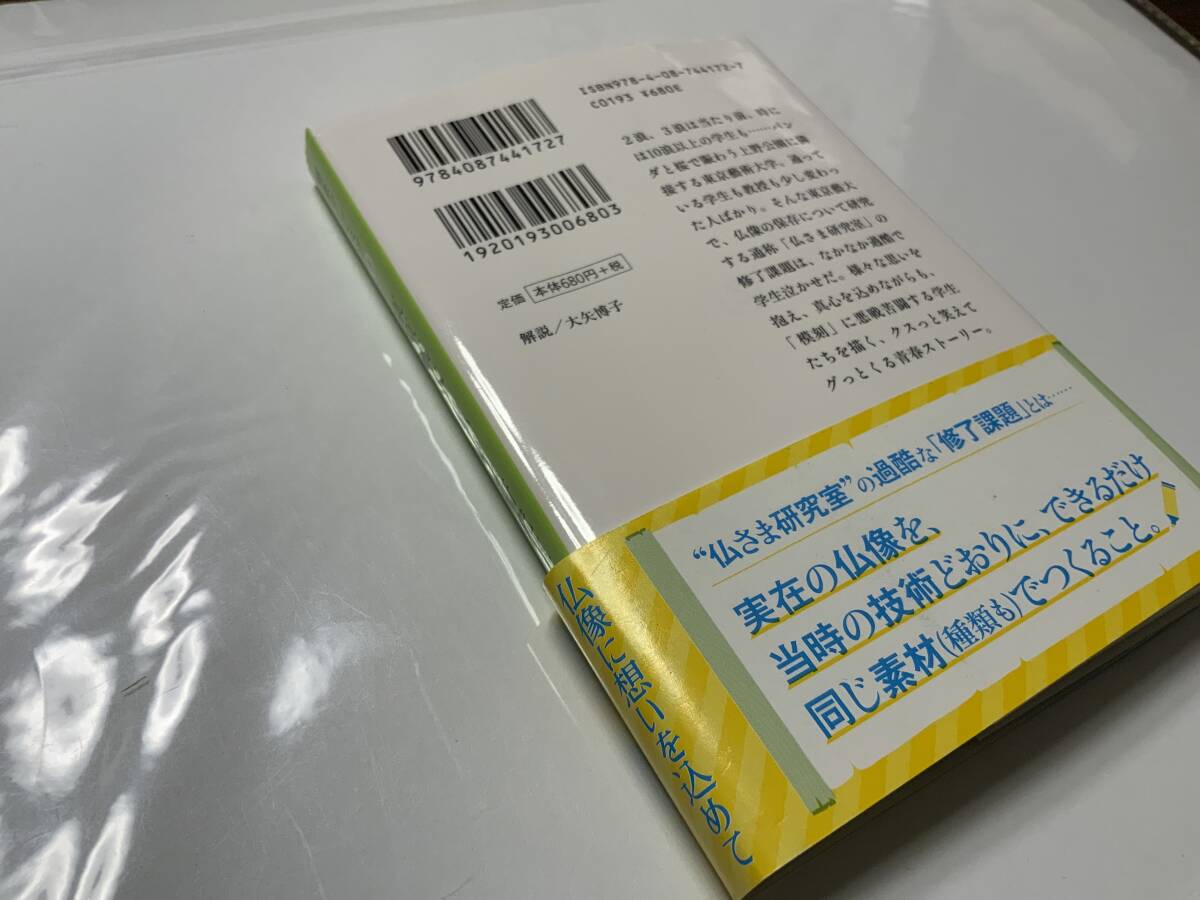 ISBN978-4-08-744172-7
C0193 ¥680E
9784087441727
1920193006803
定価 本体680円+税
解説/大矢博子
2浪、3浪は当たり前、時に
は10浪以上の学生も……パン
ダと桜で賑わう上野公園に隣
接する東京藝術大学。通って
いる学生も教授も少し変わっ
た人ばかり。そんな東京藝大
で、仏像の保存について研究
する通称「仏さま研究室」の
修了課題は、なかなか過酷で
学生泣かせだ。様々な思いを
抱え、真心を込めながらも、
「模刻」に悪戦苦闘する学生
たちを描く、クスっと笑えて
グっとくる青春ストーリー。
“仏さま研究室”の過酷な「修了課題」とは……
実在の仏像を、
当時の技術どおりに、できるだけ
同じ素材(種類も)でつくること。
仏像に想いを込めて